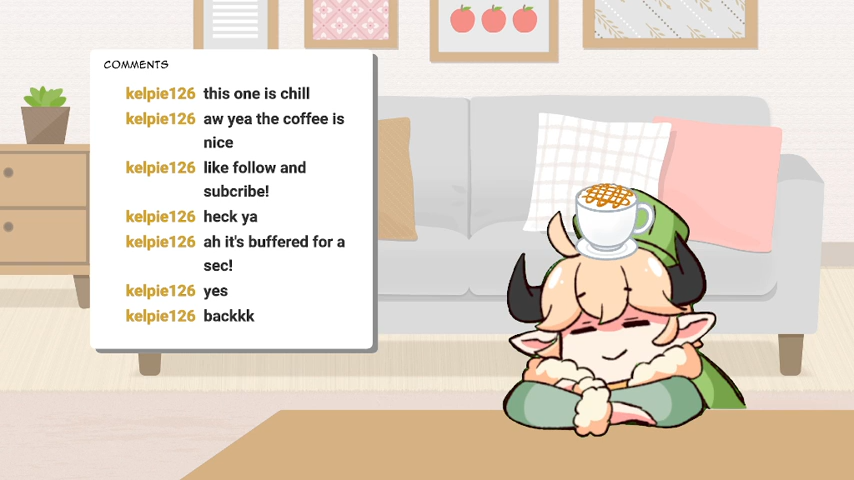 COMMENTS
kelpie126 this one is chill
kelpie126 aw yea the coffee is
nice
kelpie126 like follow and
subcribe!
kelpie126 heck ya
kelpie126 ah it's buffered for a
sec!
kelpie126 yes
kelpie126 backkk